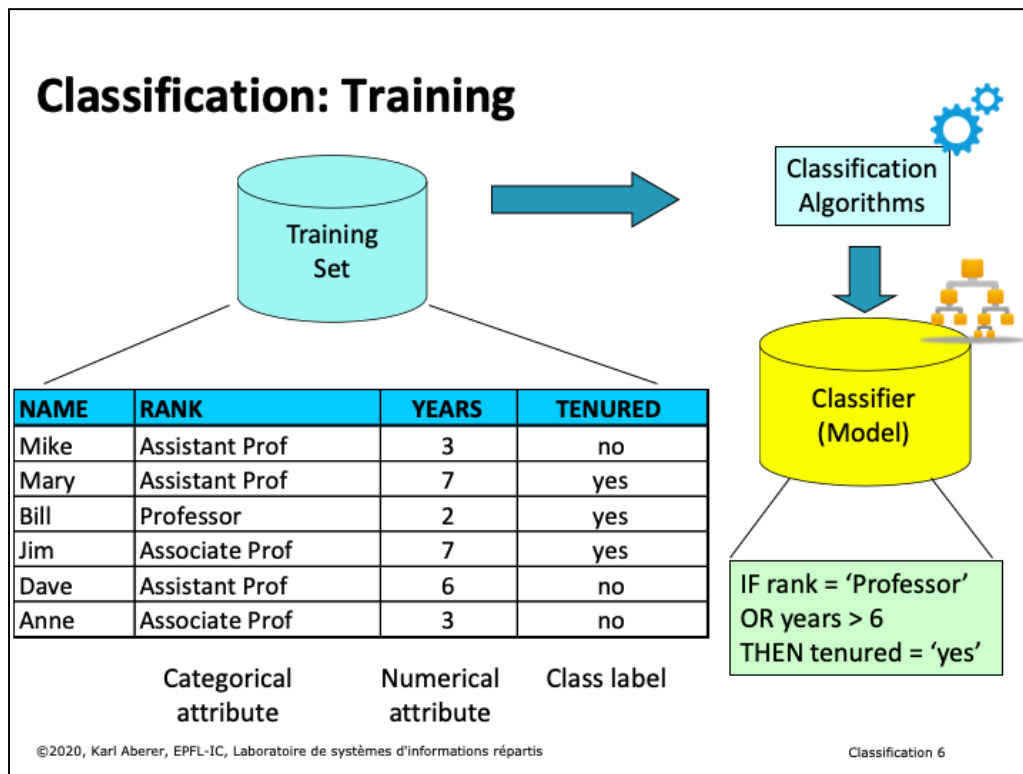 Classification: Training
Training
Set
Classification
Algorithms
Classifier
(Model)
NAME RANK YEARS TENURED
Mike Assistant Prof 3 no
Mary Assistant Prof 7 yes
Bill Professor 2 yes
Jim Associate Prof 7 yes
Dave Assistant Prof 6 no
Anne Associate Prof 3 no
IF rank = ‘Professor’
OR years > 6
THEN tenured = ‘yes’
Categorical
attribute
Numerical
attribute
Class label
©2020, Karl Aberer, EPFL-IC, Laboratoire de systèmes d'informations répartis
Classification 6